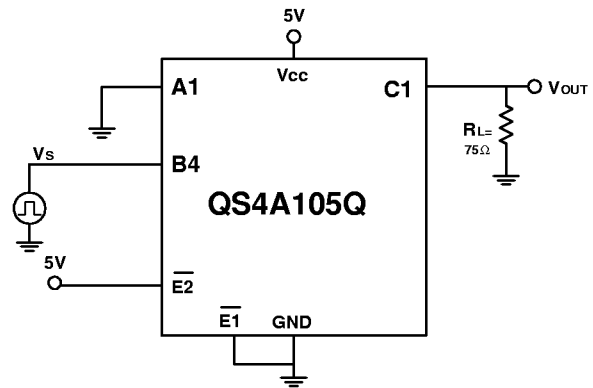 5V
Vcc
A1
C1
VOUT
RL=
75Ω
VS
B4
QS4A105Q
5V
E2
E1
GND